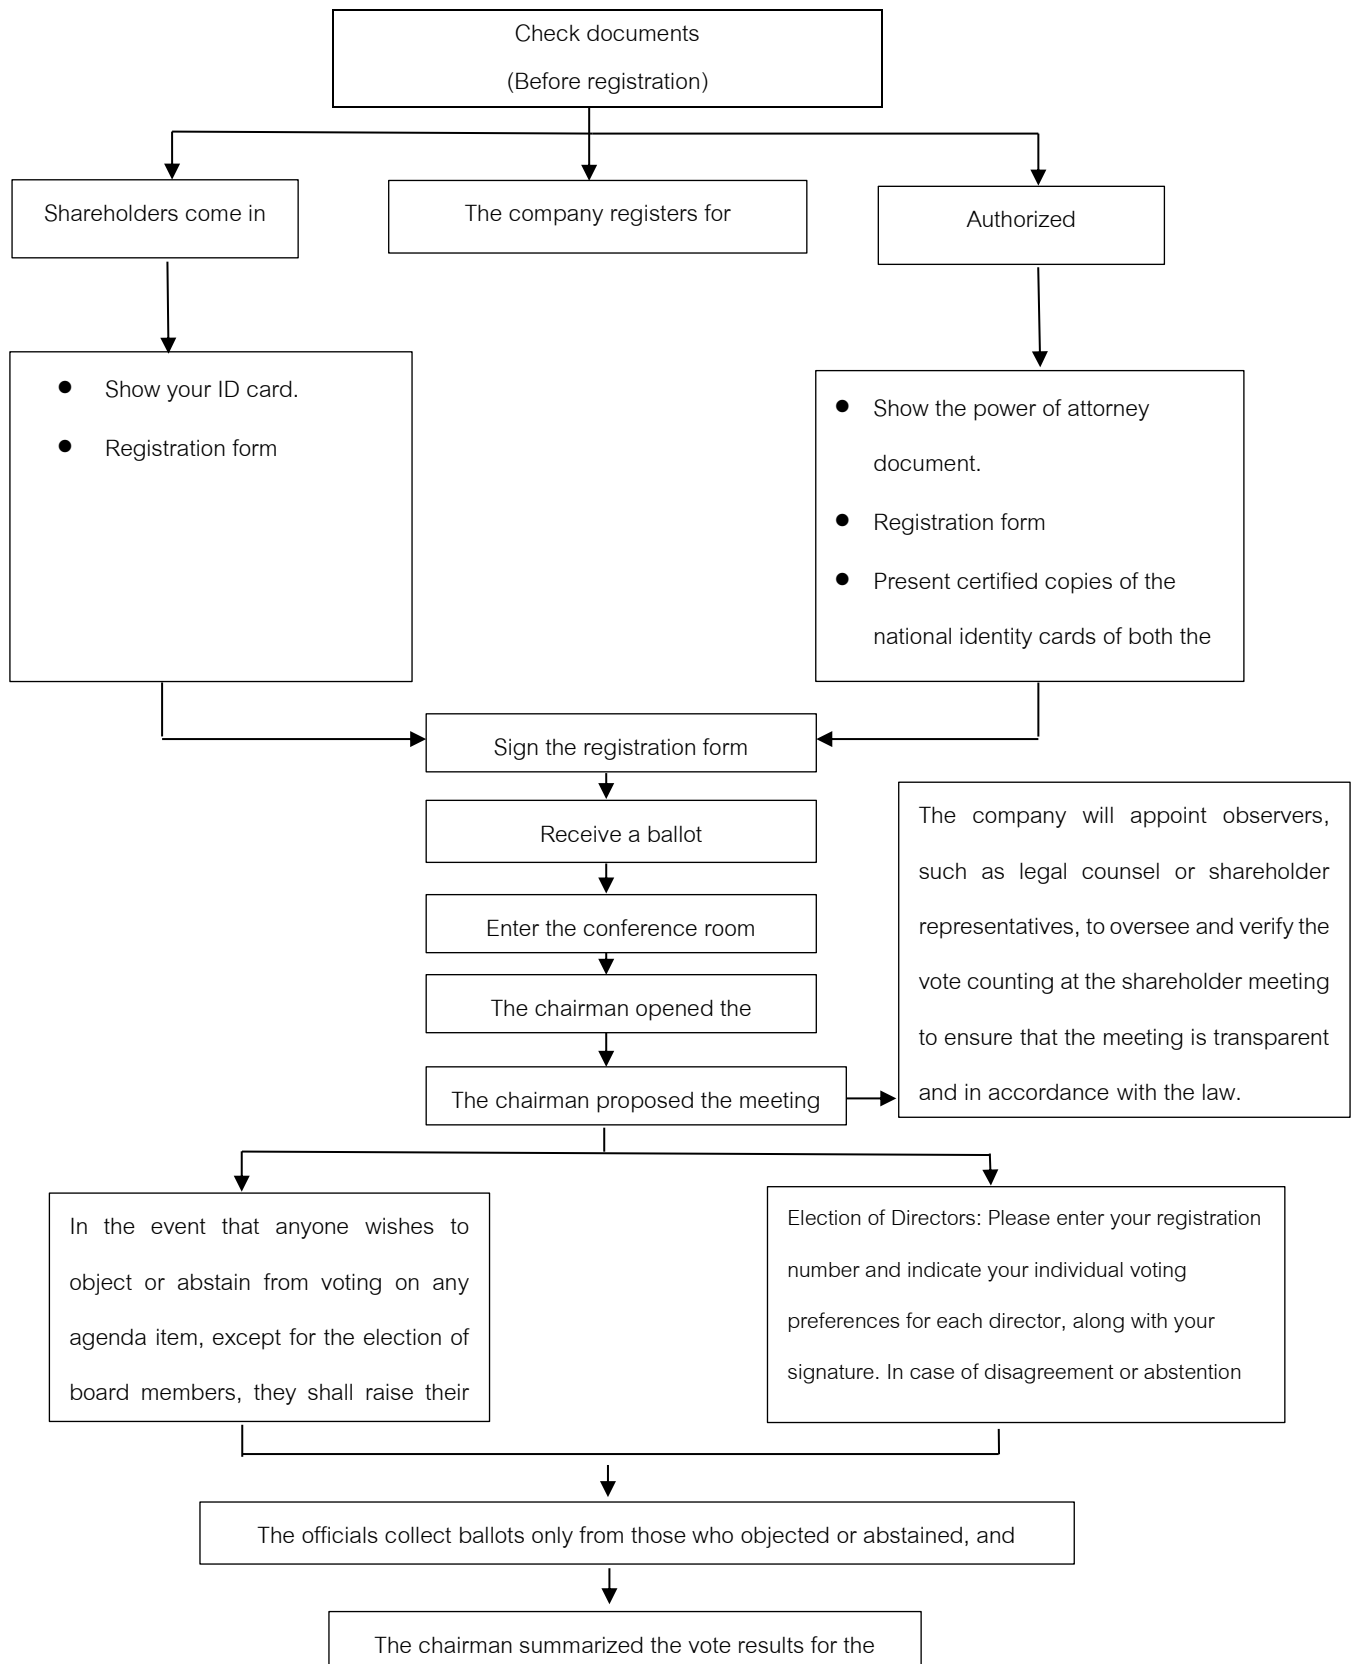 Check documents
(Before registration)
Shareholders come in
The company registers for
Authorized
● Show your ID card.
● Registration form
● Show the power of attorney
document.
● Registration form
● Present certified copies of the
national identity cards of both the
Sign the registration form
Receive a ballot
Enter the conference room
The chairman opened the
The chairman proposed the meeting
The company will appoint observers,
such as legal counsel or shareholder
representatives, to oversee and verify the
vote counting at the shareholder meeting
to ensure that the meeting is transparent
and in accordance with the law.
In the event that anyone wishes to
object or abstain from voting on any
agenda item, except for the election of
board members, they shall raise their
Election of Directors: Please enter your registration
number and indicate your individual voting
preferences for each director, along with your
signature. In case of disagreement or abstention
The officials collect ballots only from those who objected or abstained, and
The chairman summarized the vote results for the